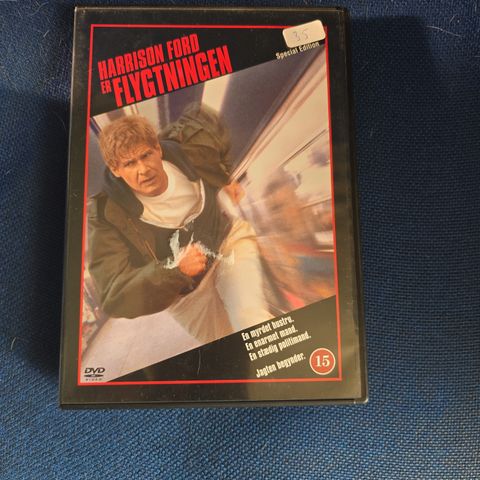 35
HARRISON FORD
ER FLYGTNINGEN
Special Edition
En myrdet hustru.
En enarmet mand.
En stædig politimand.
Jagten begynder.
15
DVD
VIDEO